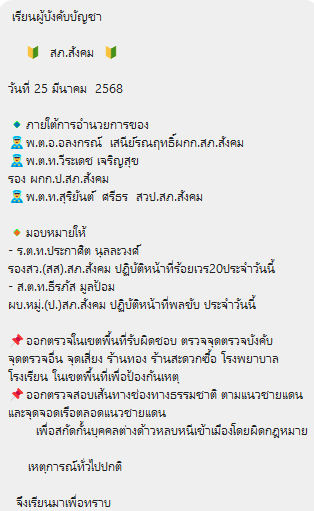 เรียนผู้บังคับบัญชา
🔰 สภ.สังคม 🔰
วันที่ 25 มีนาคม 2568
🔹ภายใต้การอำนวยการของ
👮พ.ต.อ.อลงกรณ์ เสนีย์รณฤทธิ์ผกก.สภ.สังคม
👮พ.ต.ท.วีระเดช เจริญสุข
รอง ผกก.ป.สภ.สังคม
👮พ.ต.ท.สุริยันต์ ศรีธร สวป.สภ.สังคม
🔸มอบหมายให้
- ร.ต.ท.ประกาศิต นุลละวงศ์
รองสว.(สส).สภ.สังคม ปฏิบัติหน้าที่ร้อยเวร20ประจำวันนี้
- ส.ต.ท.ธีรภัส มูลป้อม
ผบ.หมู่.(ป.)สภ.สังคม ปฏิบัติหน้าที่พลขับ ประจำวันนี้
📌ออกตรวจในเขตพื้นที่รับผิดชอบ ตรวจจุดตรวจบังคับ
จุดตรวจอื่น จุดเสี่ยง ร้านทอง ร้านสะดวกซื้อ โรงพยาบาล
โรงเรียน ในเขตพื้นที่เพื่อป้องกันเหตุ
📌ออกตรวจสอบเส้นทางช่องทางธรรมชาติ ตามแนวชายแดน
และจุดจอดเรือตลอดแนวชายแดน
เพื่อสกัดกั้นบุคคลต่างด้าวหลบหนีเข้าเมืองโดยผิดกฎหมาย
เหตุการณ์ทั่วไปปกติ
จึงเรียนมาเพื่อทราบ